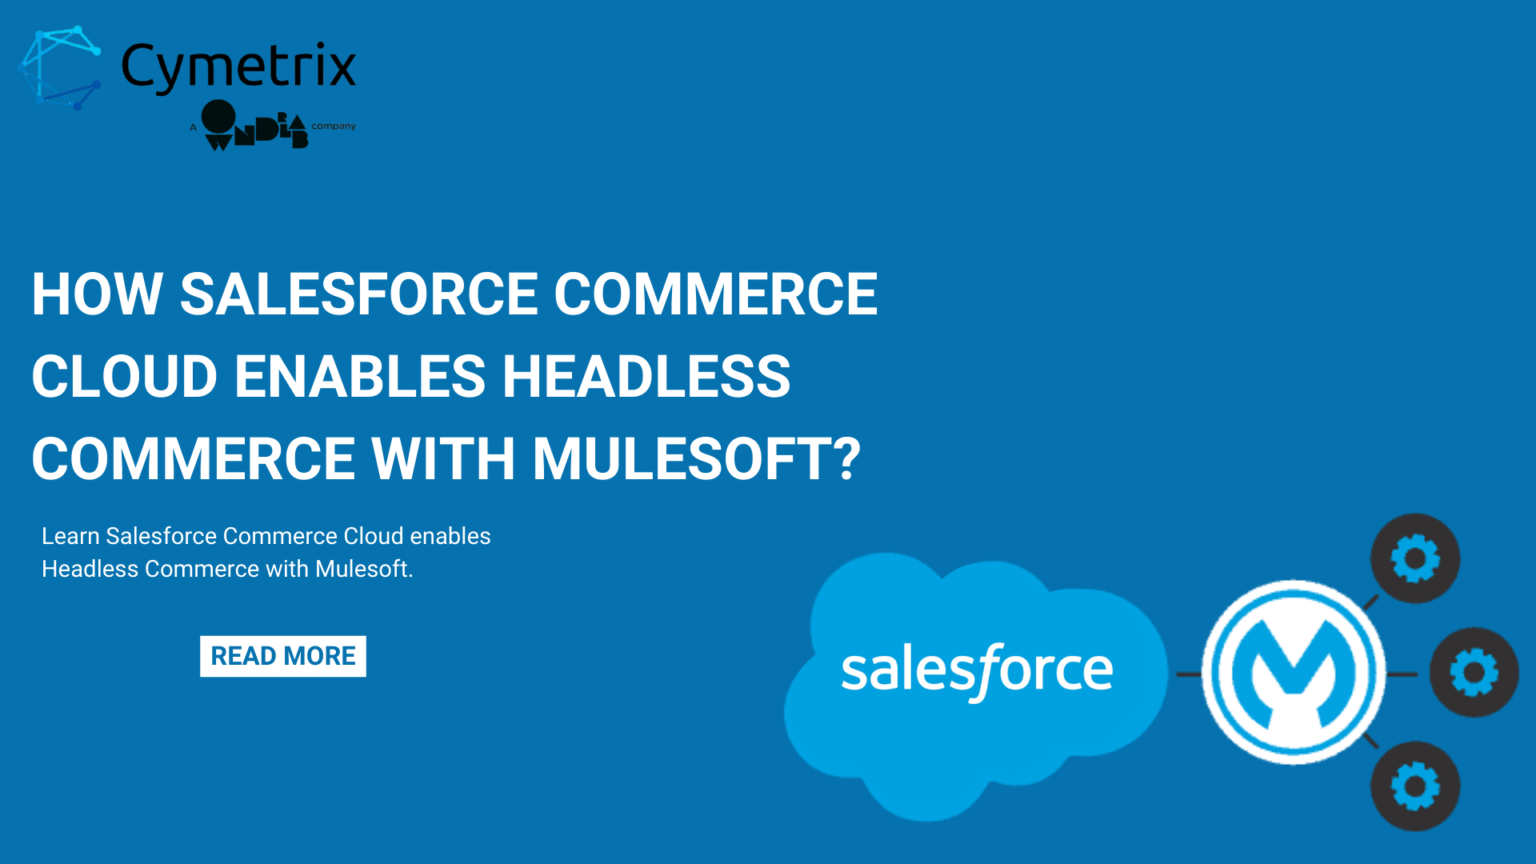 Cymetrix
A WONDRLAB company
HOW SALESFORCE COMMERCE
CLOUD ENABLES HEADLESS
COMMERCE WITH MULESOFT?
Learn Salesforce Commerce Cloud enables
Headless Commerce with Mulesoft.
READ MORE
salesforce